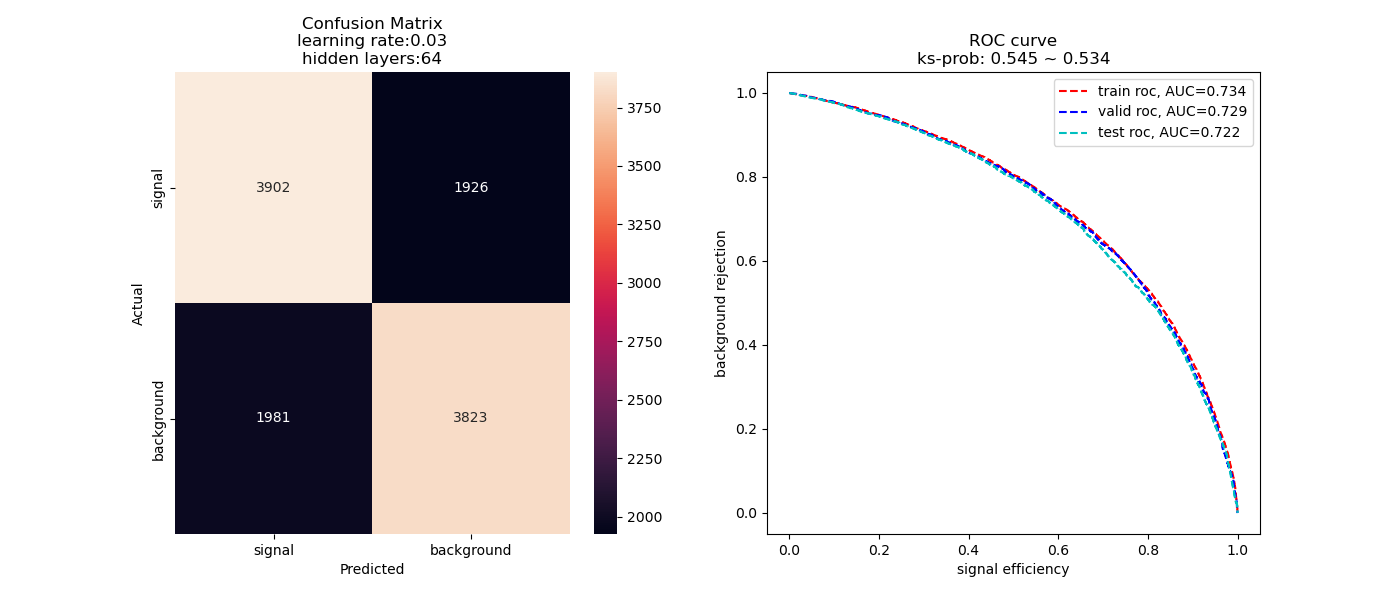 Confusion Matrix
learning rate:0.03
hidden layers:64
signal
background
Actual
3902
1926
1981
3823
signal
background
Predicted
3750
3500
3250
3000
2750
2500
2250
2000
ROC curve
ks-prob: 0.545 ~ 0.534
train roc, AUC=0.734
valid roc, AUC=0.729
test roc, AUC=0.722
background rejection
1.0
0.8
0.6
0.4
0.2
0.0
0.0
0.2
0.4
0.6
0.8
1.0
signal efficiency